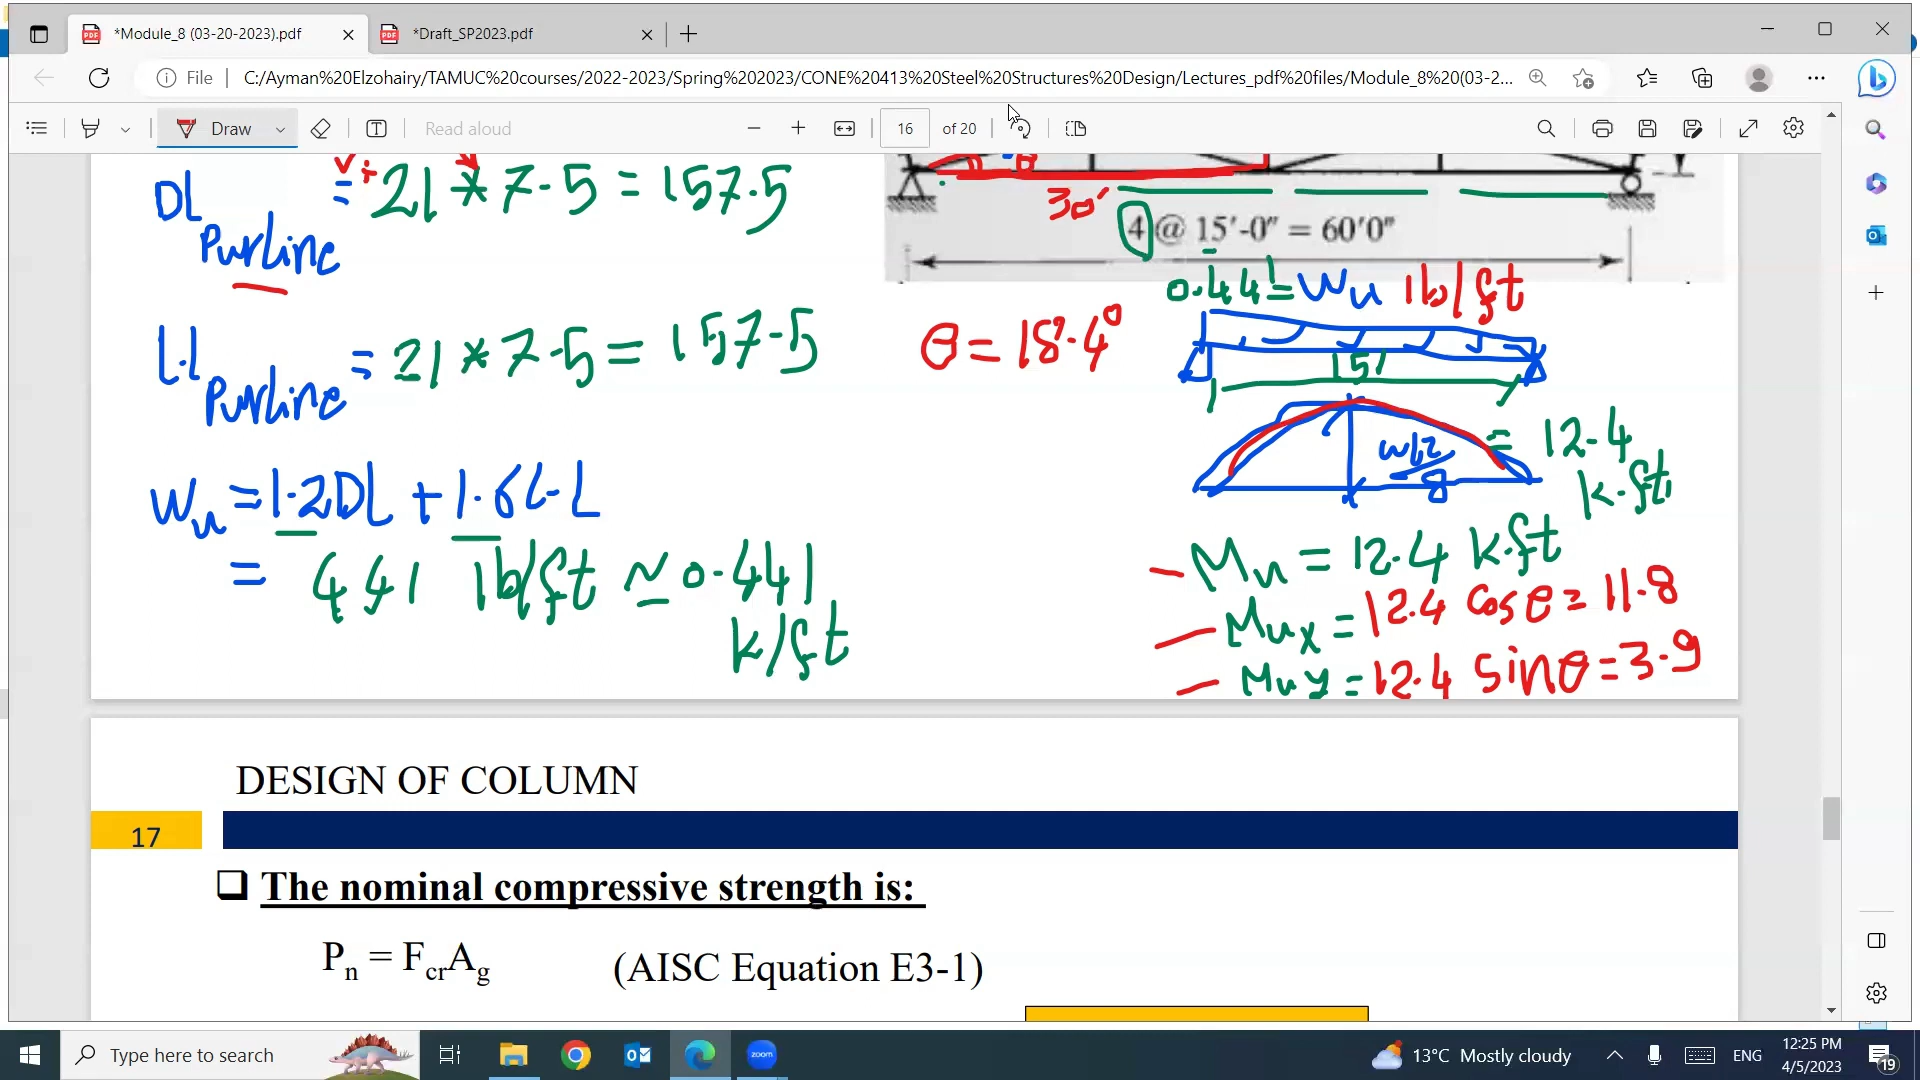 *Module_8 (03-20-2023).pdf
*Draft_SP2023.pdf
File
C:/Ayman%20Elzohairy/TAMUC%20courses/2022-2023/Spring%202023/CONE%20413%20Steel%20Structures%20Design/Lectures_pdf%20files/Module_8%20(03-2...
Draw
Read aloud
16
of 20
DL Purline = 21 * 7.5 = 157.5
30'
4 @ 15'-0" = 60'0"
0.441 = Wu lb/ft
L.L Purline = 21 * 7.5 = 157.5
θ = 18.4°
15'
wL²/8 = 12.4 k.ft
Wu = 1.2DL + 1.6L.L
= 441 lb/ft ≈ 0.441 k/ft
Mu = 12.4 k.ft
Mux = 12.4 cos θ = 11.8
Muy = 12.4 sin θ = 3.9
DESIGN OF COLUMN
17
❑ The nominal compressive strength is:
Pn = FcrAg
(AISC Equation E3-1)
Type here to search
zoom
13°C Mostly cloudy
ENG
12:25 PM
4/5/2023
19